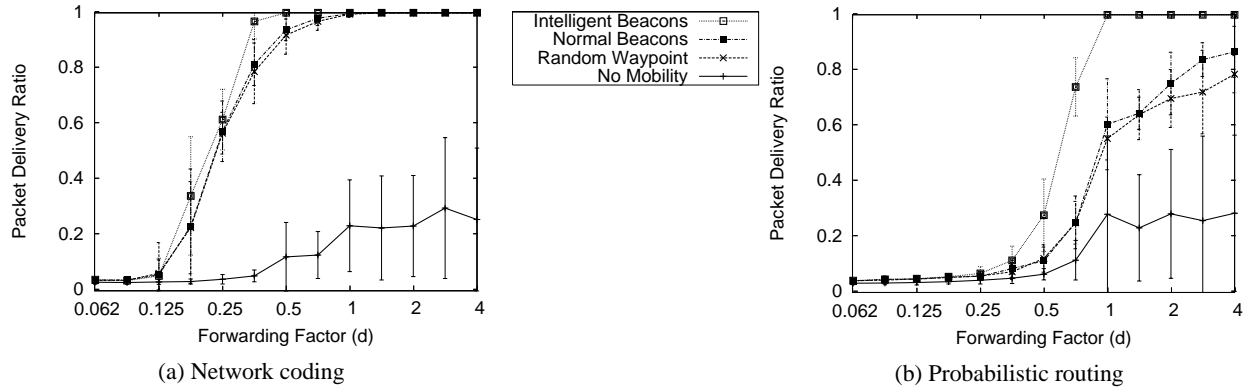 Packet Delivery Ratio
1
0.8
0.6
0.4
0.2
0
0.062
0.125
0.25
0.5
1
2
4
Forwarding Factor (d)
(a) Network coding
Intelligent Beacons
Normal Beacons
Random Waypoint
No Mobility
Packet Delivery Ratio
1
0.8
0.6
0.4
0.2
0
0.062
0.125
0.25
0.5
1
2
4
Forwarding Factor (d)
(b) Probabilistic routing